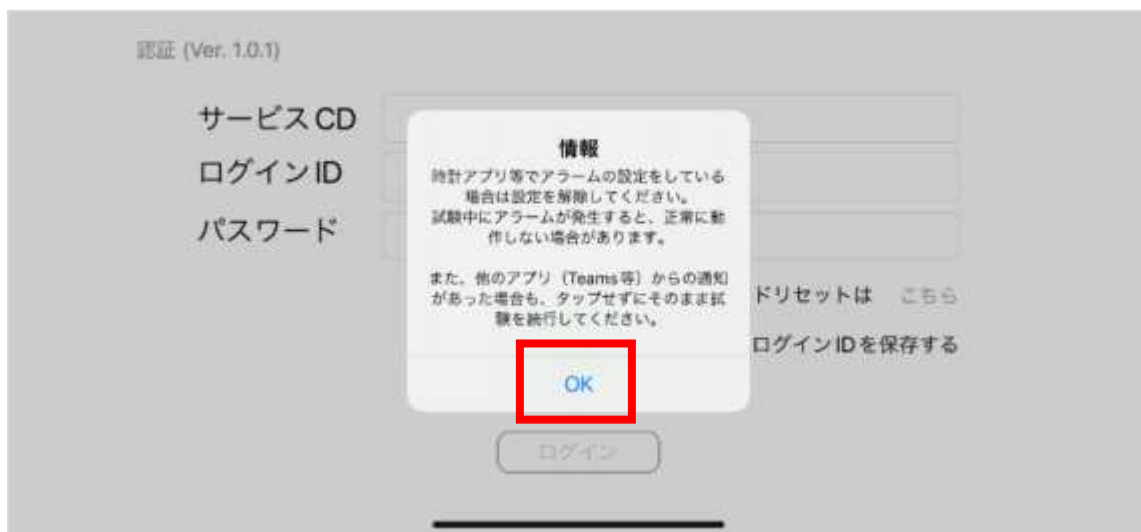 認証 (Ver. 1.0.1)
サービス CD
ログイン ID
パスワード
情報
時計アプリ等でアラームの設定をしている
場合は設定を解除してください。
試験中にアラームが発生すると、正常に動
作しない場合があります。
また、他のアプリ（Teams等）からの通知
があった場合も、タップせずにそのまま試
験を続行してください。
OK
ドリセットは こちら
ログイン IDを保存する
ログイン